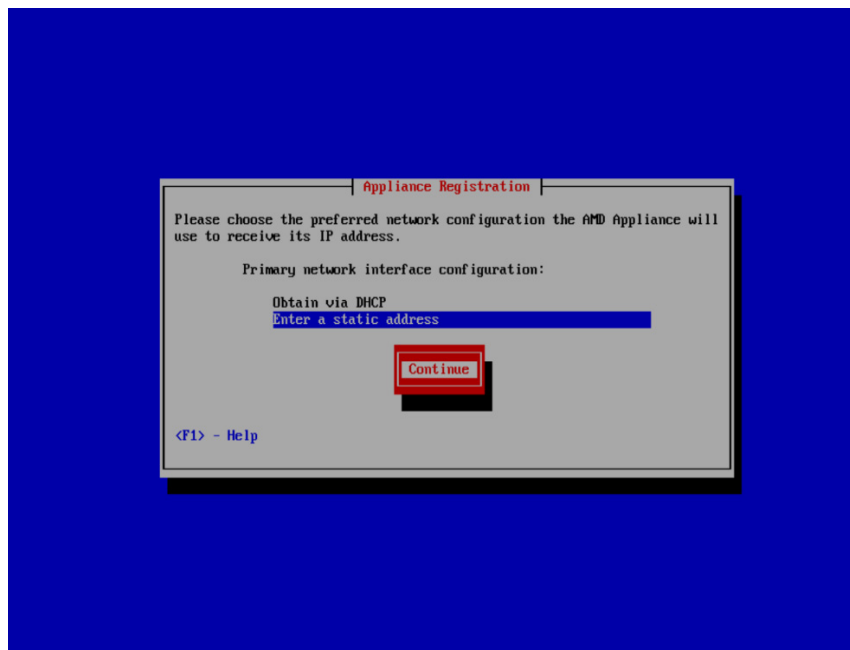 Appliance Registration
Please choose the preferred network configuration the AMD Appliance will
use to receive its IP address.
Primary network interface configuration:
Obtain via DHCP
Enter a static address
Continue
<F1> - Help